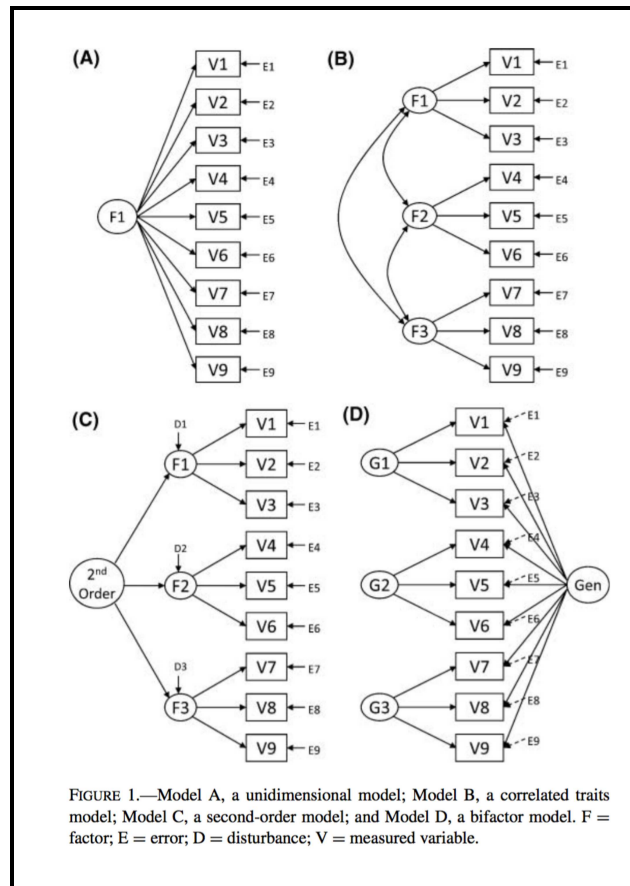 (A)
V1 E1
V2 E2
V3 E3
V4 E4
F1 V5 E5
V6 E6
V7 E7
V8 E8
V9 E9
(B)
V1 E1
F1 V2 E2
V3 E3
V4 E4
F2 V5 E5
V6 E6
V7 E7
F3 V8 E8
V9 E9
(C)
D1 V1 E1
F1 V2 E2
V3 E3
D2 V4 E4
2nd
Order
F2 V5 E5
V6 E6
D3 V7 E7
F3 V8 E8
V9 E9
(D)
V1 E1
G1 V2 E2
V3 E3
V4 E4
G2 V5 E5 Gen
V6 E6
V7 E7
G3 V8 E8
V9 E9
FIGURE 1.—Model A, a unidimensional model; Model B, a correlated traits
model; Model C, a second-order model; and Model D, a bifactor model. F =
factor; E = error; D = disturbance; V = measured variable.